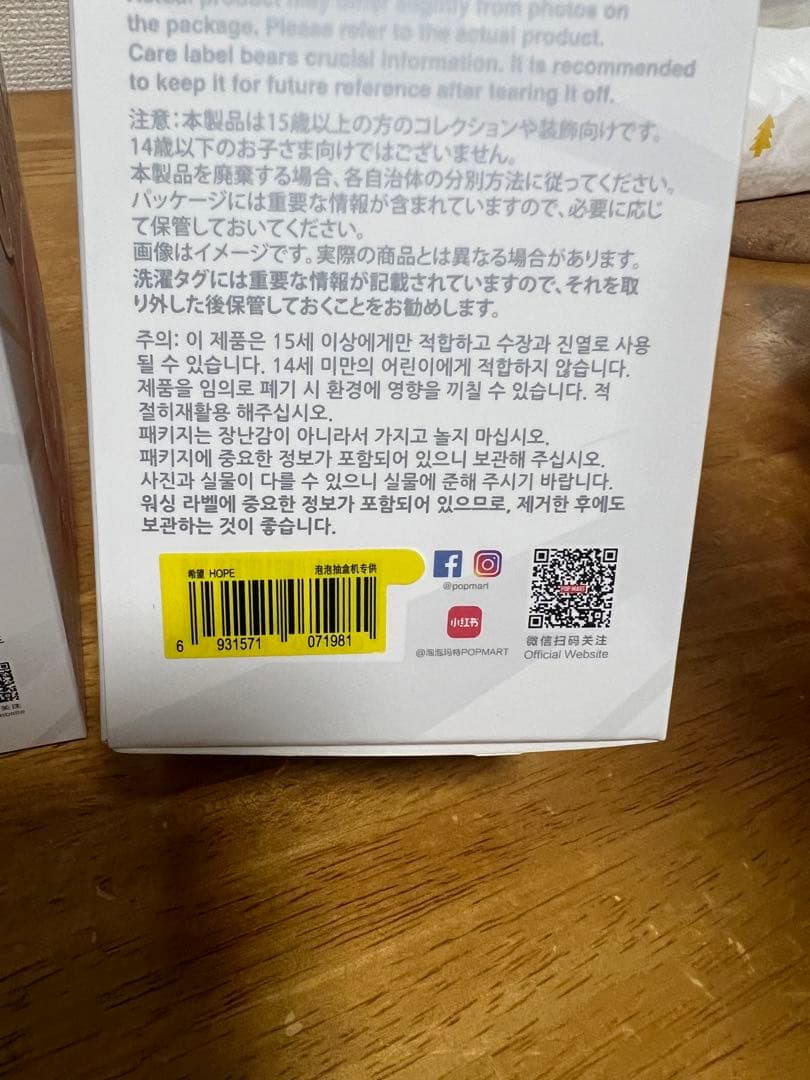 Actual product may differ slightly from photos on
the package. Please refer to the actual product.
Care label bears crucial information. It is recommended
to keep it for future reference after tearing it off.
注意:本製品は15歳以上の方のコレクションや装飾向けです。
14歳以下のお子さま向けではございません。
本製品を廃棄する場合、各自治体の分別方法に従ってください。
パッケージには重要な情報が含まれていますので、必要に応じ
て保管しておいてください。
画像はイメージです。実際の商品とは異なる場合があります。
洗濯タグには重要な情報が記載されていますので、それを取
り外した後保管しておくことをお勧めします。
주의: 이 제품은 15세 이상에게만 적합하고 수장과 진열로 사용
될 수 있습니다. 14세 미만의 어린이에게 적합하지 않습니다.
제품을 임의로 폐기 시 환경에 영향을 끼칠 수 있습니다. 적
절히재활용 해주십시오.
패키지는 장난감이 아니라서 가지고 놀지 마십시오.
패키지에 중요한 정보가 포함되어 있으니 보관해 주십시오.
사진과 실물이 다를 수 있으니 실물에 준해 주시기 바랍니다.
워싱 라벨에 중요한 정보가 포함되어 있으므로, 제거한 후에도
보관하는 것이 좋습니다.
希望 HOPE 泡泡抽盒机专供
6 931571 071981
@popmart
小红书
@泡泡玛特POPMART
POP MART
微信扫码关注
Official Website
关注